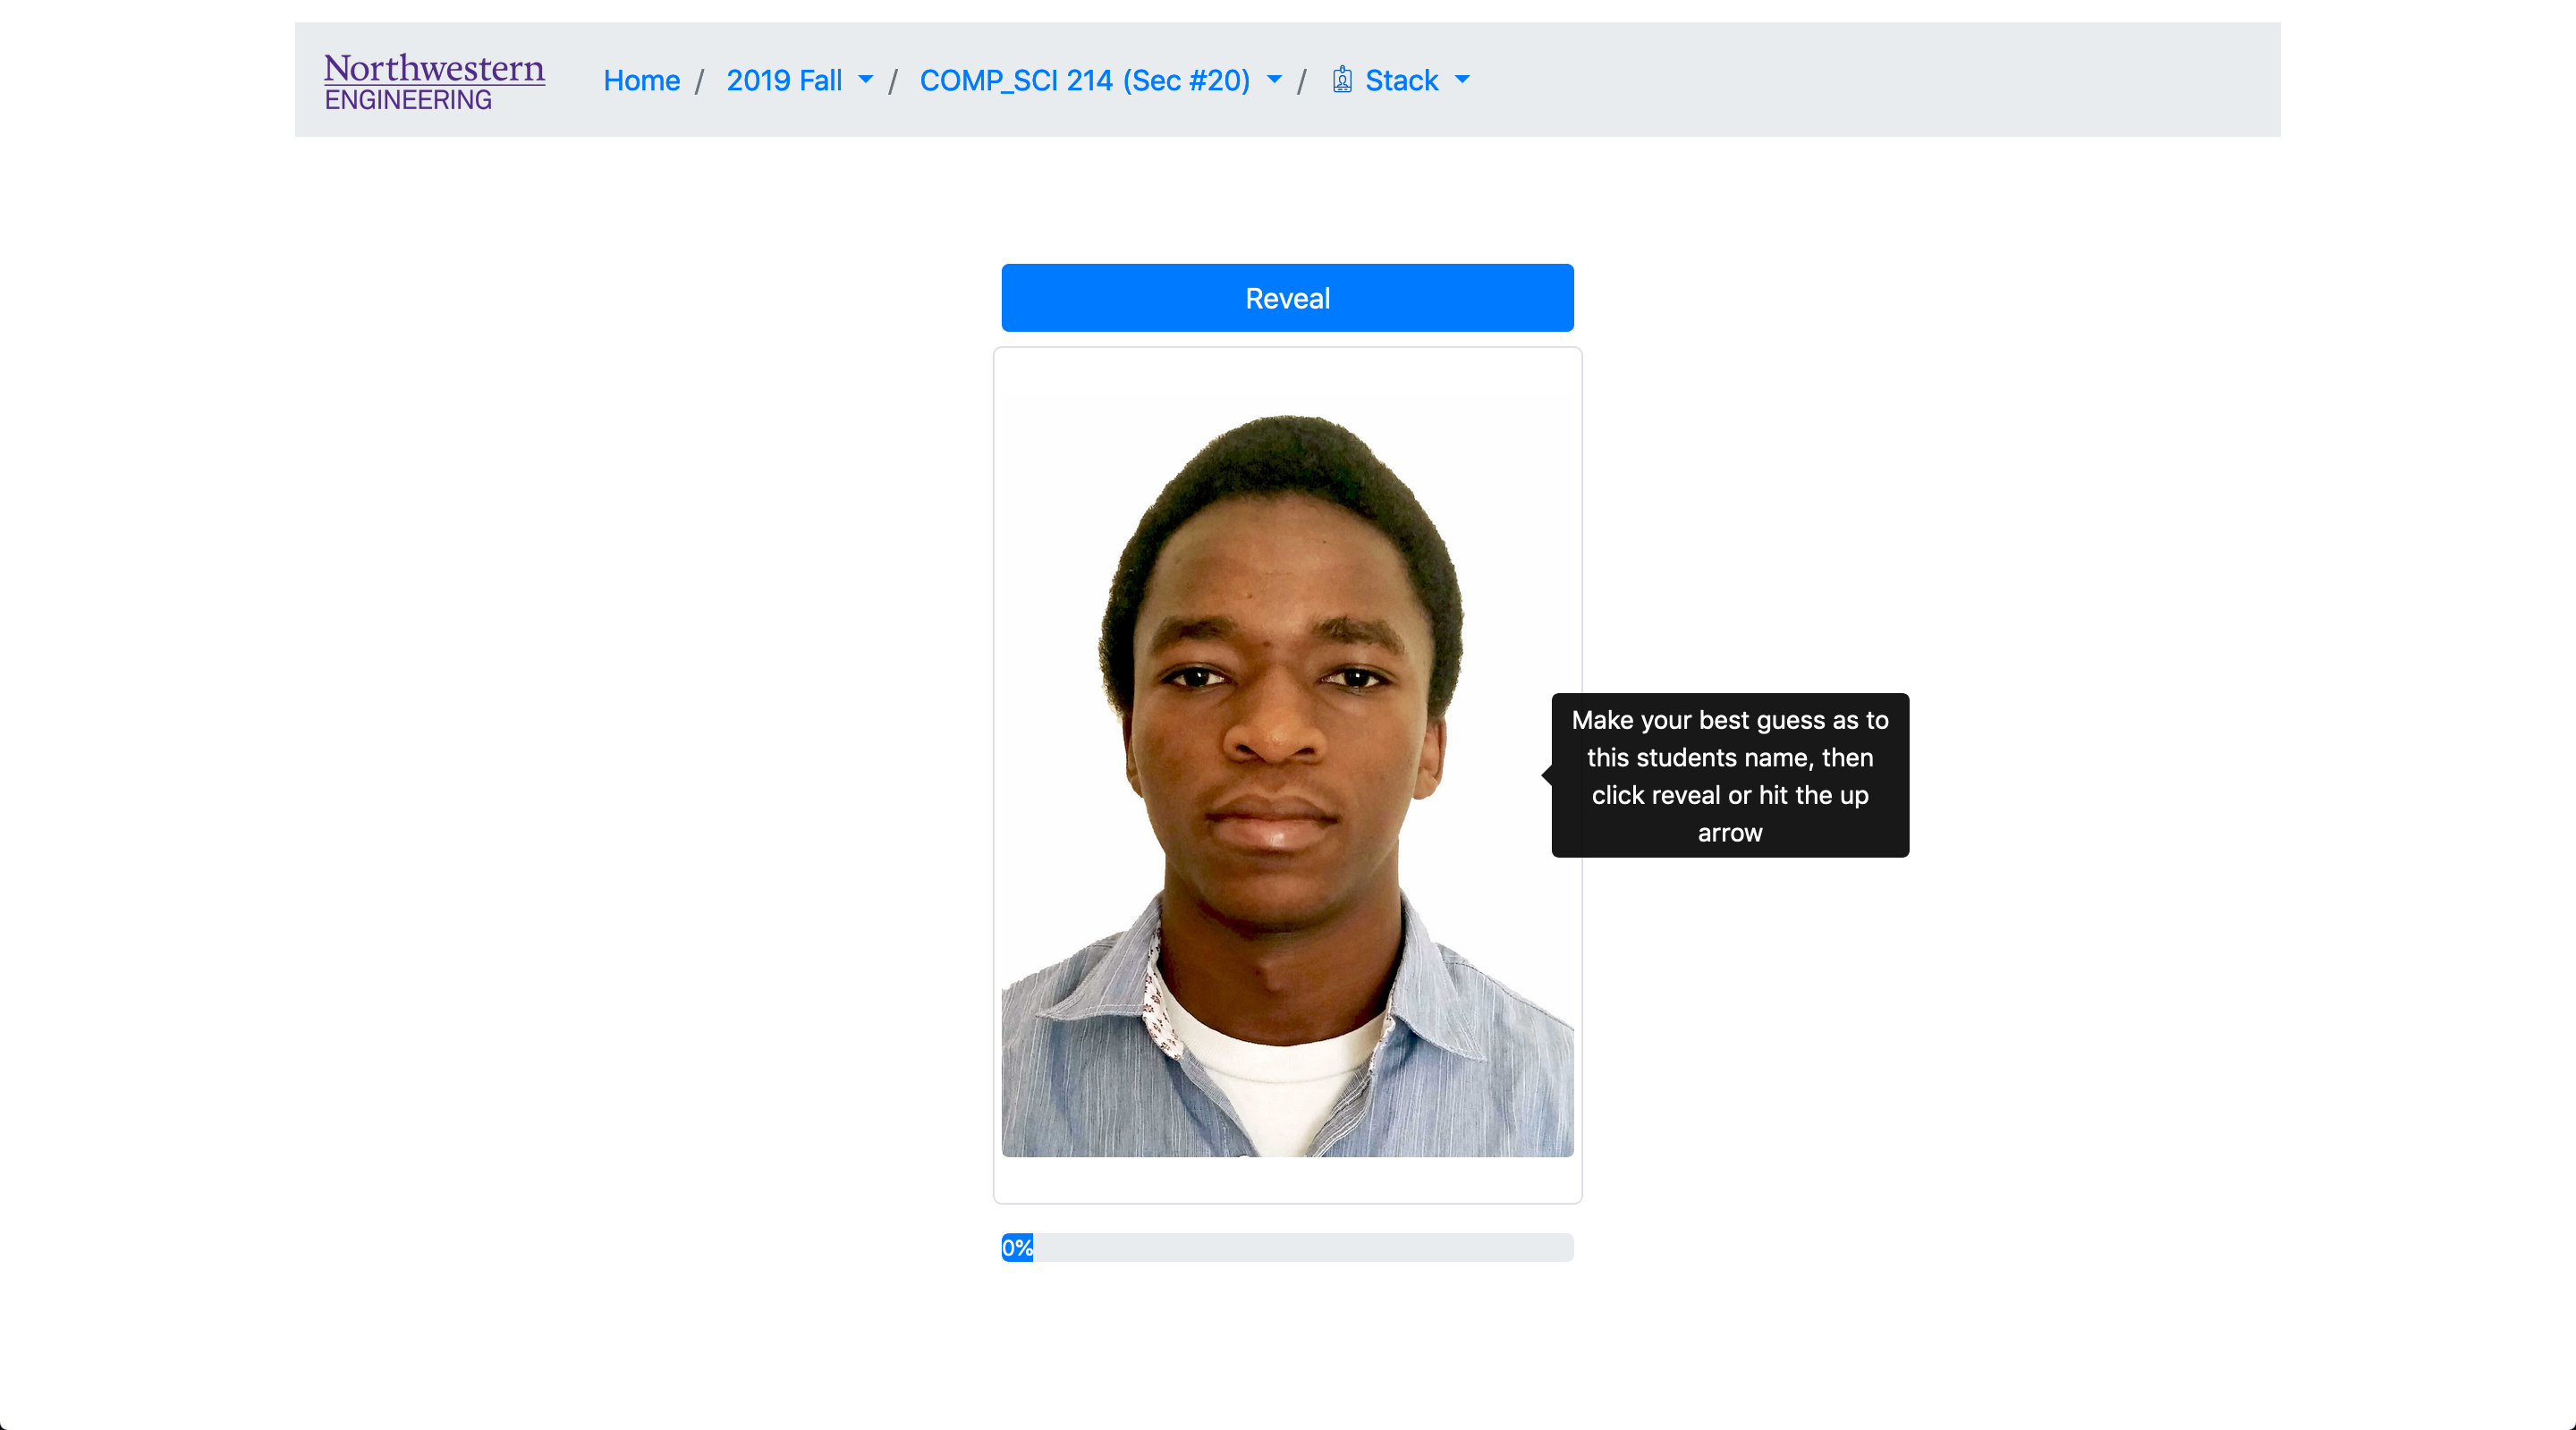 Northwestern
ENGINEERING
Home / 2019 Fall / COMP_SCI 214 (Sec #20) / Stack
Reveal
Make your best guess as to
this students name, then
click reveal or hit the up
arrow
0%